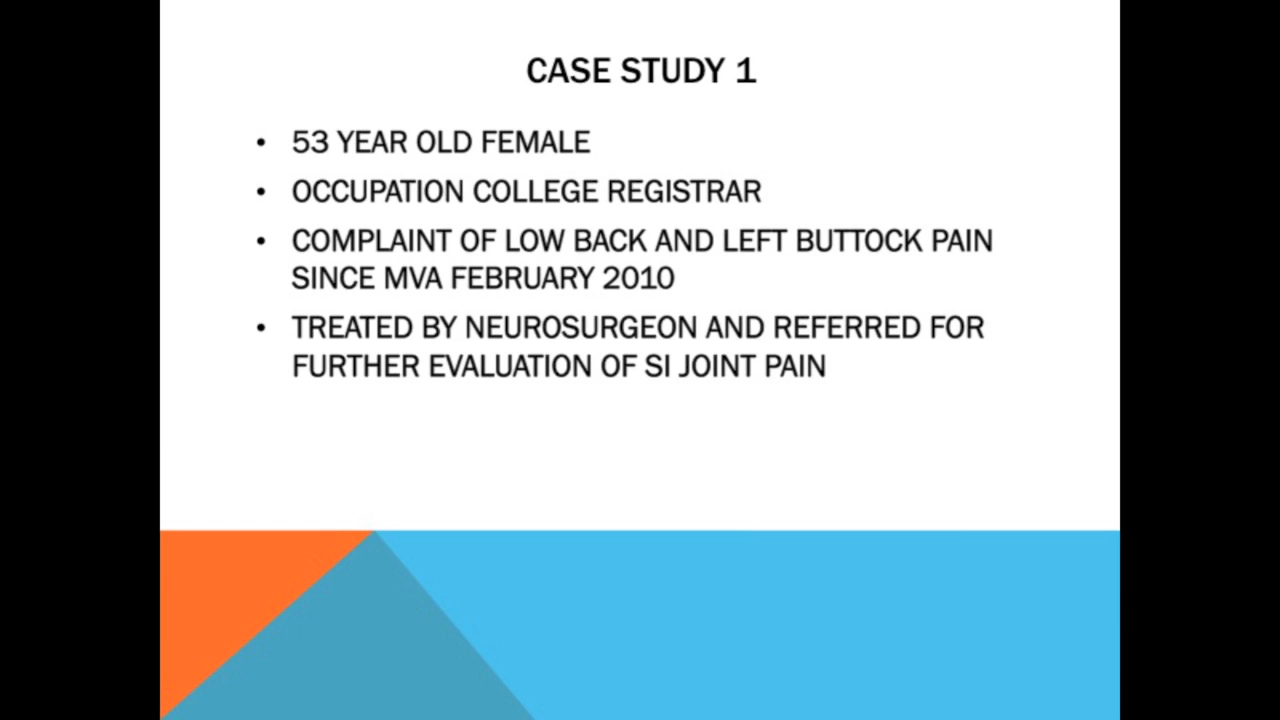 CASE STUDY 1
• 53 YEAR OLD FEMALE
• OCCUPATION COLLEGE REGISTRAR
• COMPLAINT OF LOW BACK AND LEFT BUTTOCK PAIN
SINCE MVA FEBRUARY 2010
• TREATED BY NEUROSURGEON AND REFERRED FOR
FURTHER EVALUATION OF SI JOINT PAIN